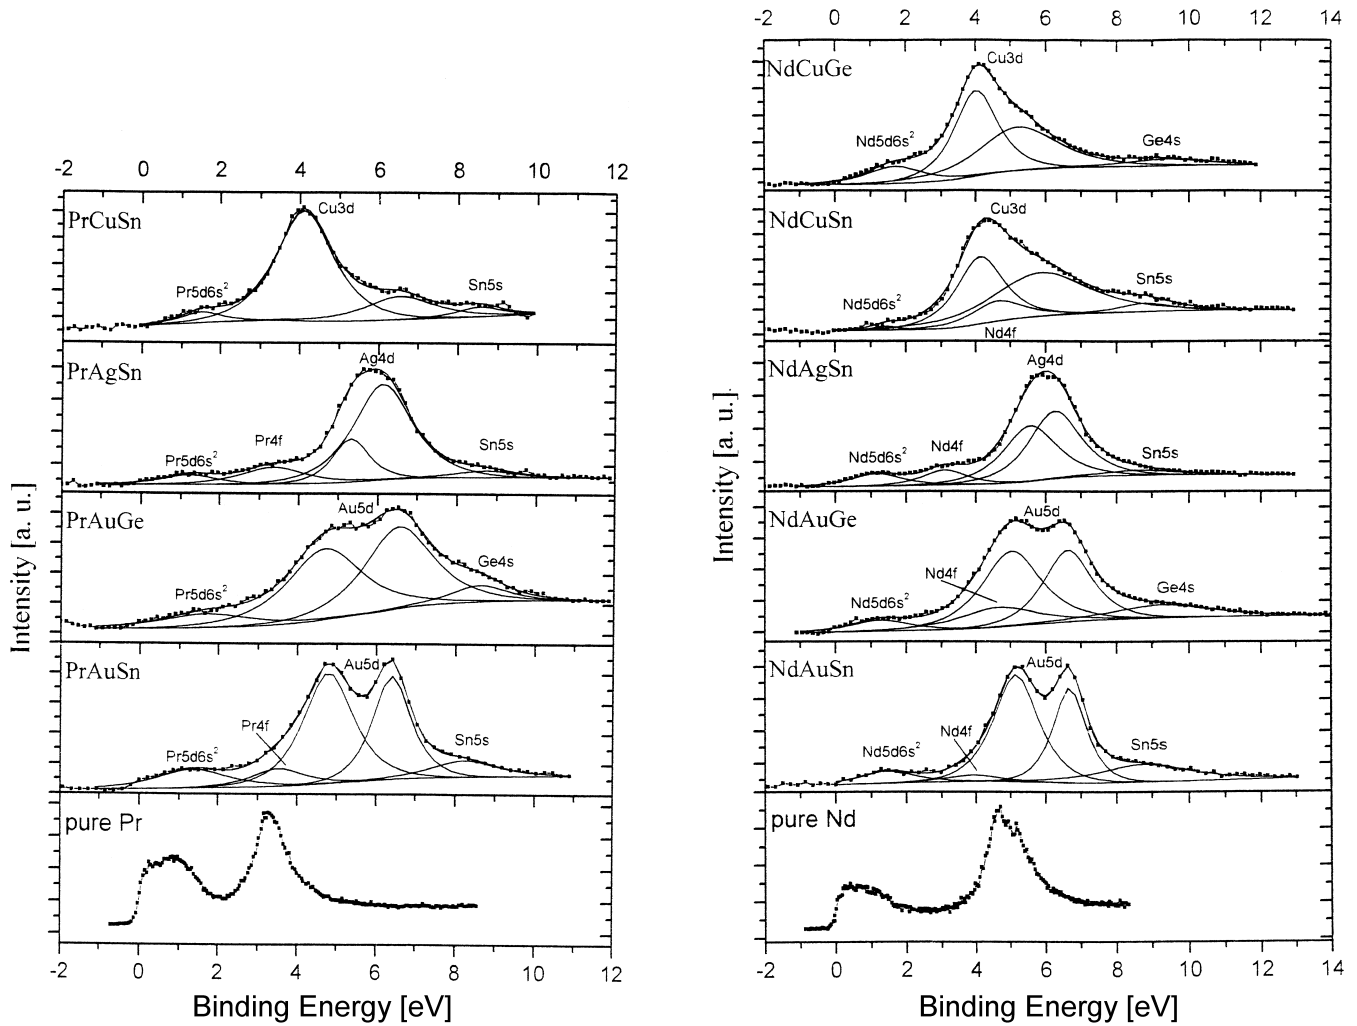 -2 0 2 4 6 8 10 12
PrCuSn
Cu3d
Pr5d6s²
Sn5s
PrAgSn
Ag4d
Pr5d6s²
Pr4f
Sn5s
PrAuGe
Au5d
Pr5d6s²
Ge4s
PrAuSn
Au5d
Pr4f
Pr5d6s²
Sn5s
pure Pr
-2 0 2 4 6 8 10 12
Binding Energy [eV]
Intensity [a. u.]
-2 0 2 4 6 8 10 12 14
NdCuGe
Cu3d
Nd5d6s²
Ge4s
NdCuSn
Cu3d
Nd5d6s²
Sn5s
Nd4f
NdAgSn
Ag4d
Nd5d6s²
Nd4f
Sn5s
NdAuGe
Au5d
Nd4f
Nd5d6s²
Ge4s
NdAuSn
Au5d
Nd5d6s²
Nd4f
Sn5s
pure Nd
-2 0 2 4 6 8 10 12 14
Binding Energy [eV]
Intensity [a. u.]